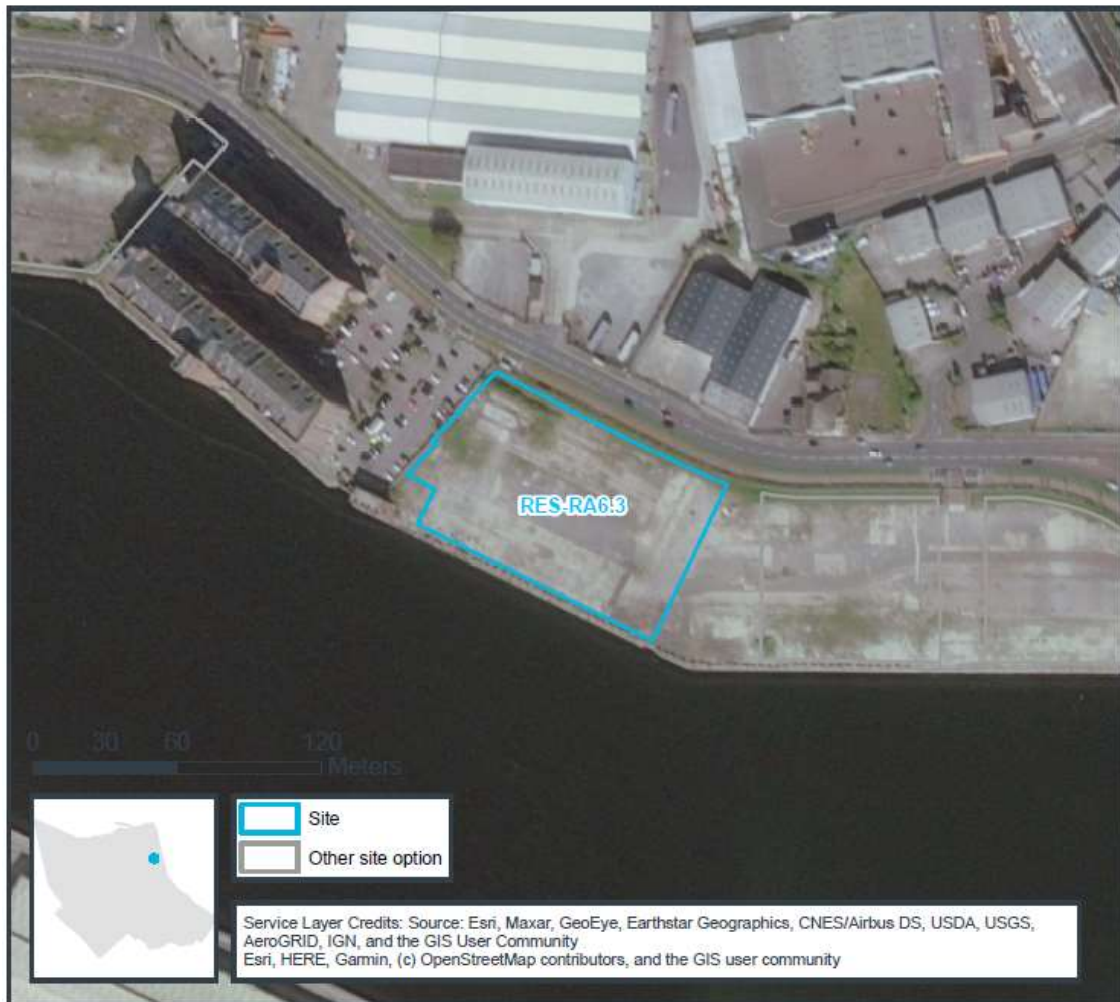 RES-RA6.3
0 30 60 120
Meters
Site
Other site option
Service Layer Credits: Source: Esri, Maxar, GeoEye, Earthstar Geographics, CNES/Airbus DS, USDA, USGS,
AeroGRID, IGN, and the GIS User Community
Esri, HERE, Garmin, (c) OpenStreetMap contributors, and the GIS user community